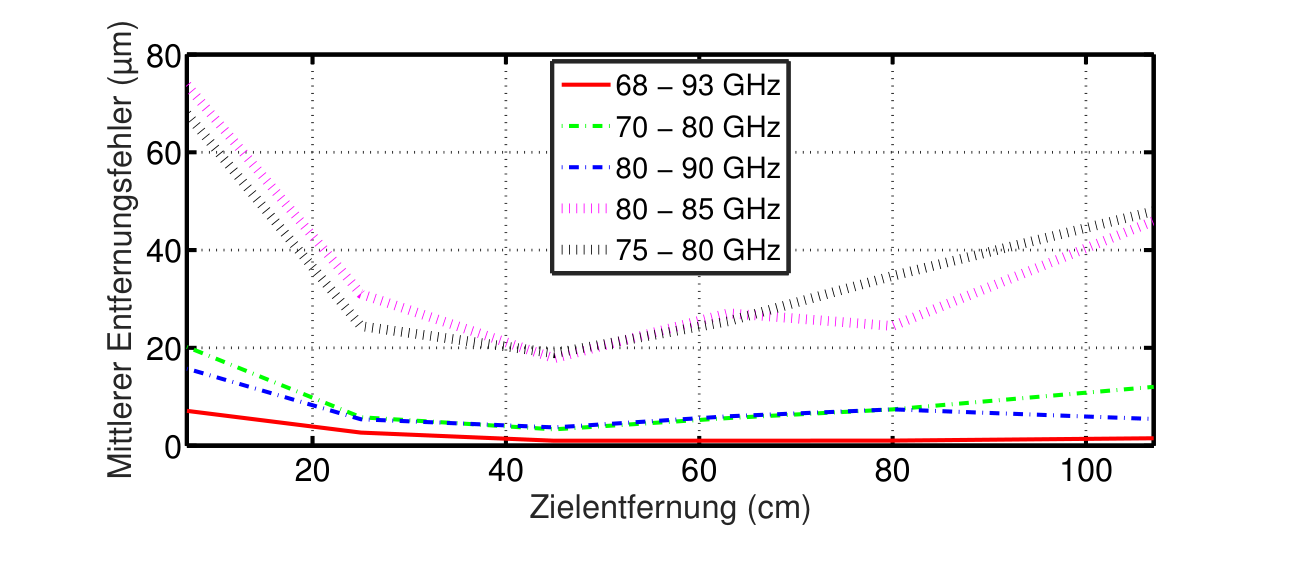 Mittlerer Entfernungsfehler (µm)
80
60
40
20
0
68 – 93 GHz
70 – 80 GHz
80 – 90 GHz
80 – 85 GHz
75 – 80 GHz
20 40 60 80 100
Zielentfernung (cm)